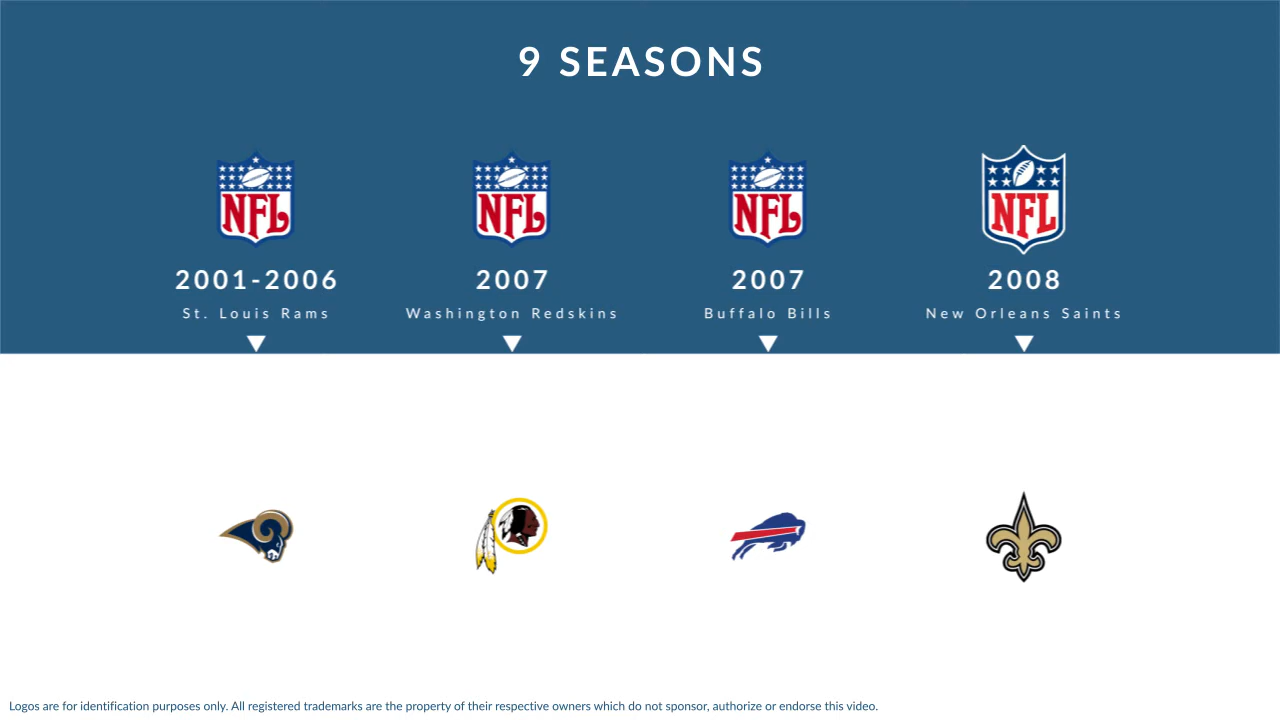 9 SEASONS
NFL NFL NFL NFL
2001-2006 2007 2007 2008
St. Louis Rams Washington Redskins Buffalo Bills New Orleans Saints
Logos are for identification purposes only. All registered trademarks are the property of their respective owners which do not sponsor, authorize or endorse this video.